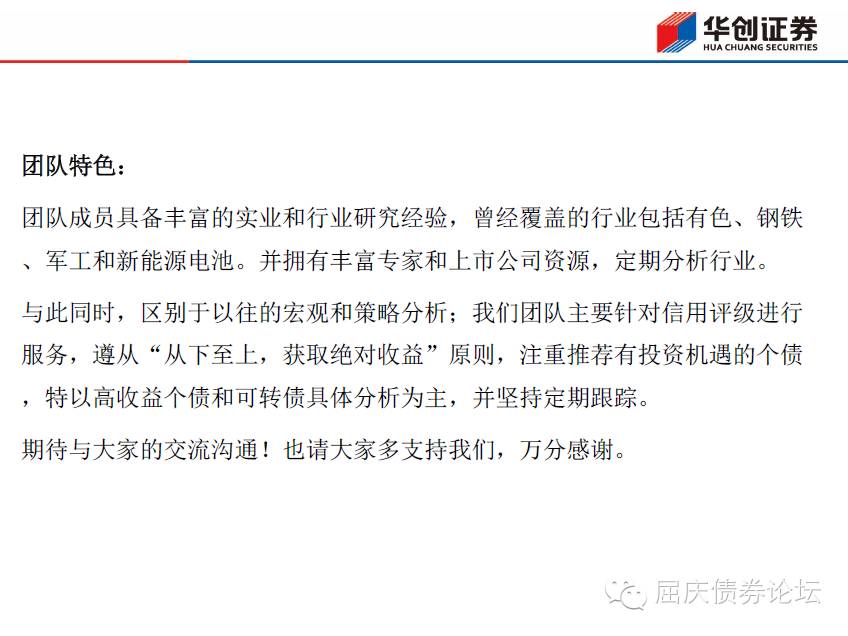 华创证券
HUA CHUANG SECURITIES
团队特色：
团队成员具备丰富的实业和行业研究经验，曾经覆盖的行业包括有色、钢铁
、军工和新能源电池。并拥有丰富专家和上市公司资源，定期分析行业。
与此同时，区别于以往的宏观和策略分析；我们团队主要针对信用评级进行
服务，遵从“从下至上，获取绝对收益”原则，注重推荐有投资机遇的个债
，特以高收益个债和可转债具体分析为主，并坚持定期跟踪。
期待与大家的交流沟通！也请大家多支持我们，万分感谢。
屈庆债券论坛